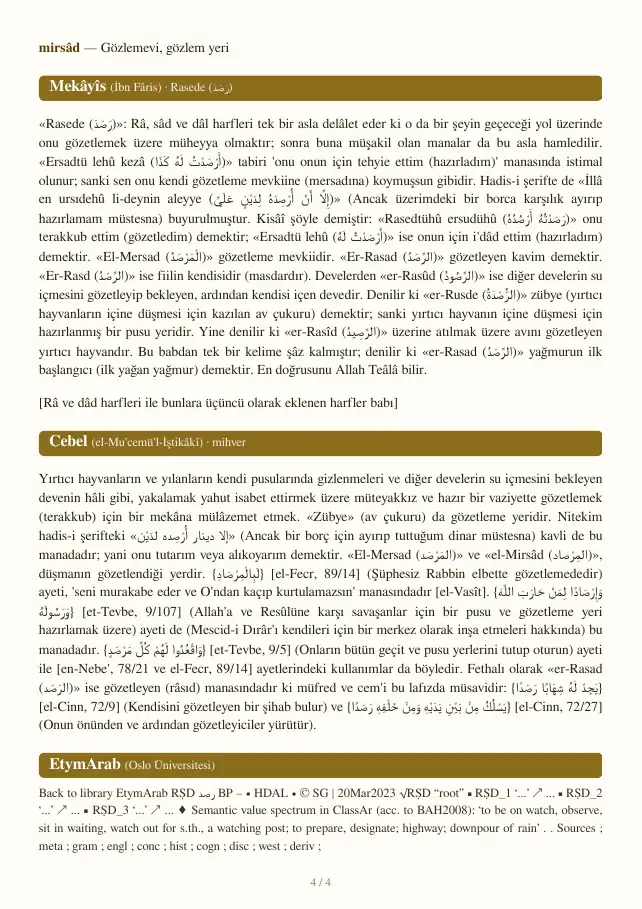 mirsâd — Gözlemevi, gözlem yeri
Mekâyîs (İbn Fâris) · Rasede (رَصَدَ)
«Rasede (رَصَدَ)»: Râ, sâd ve dâl harfleri tek bir asla delâlet eder ki o da bir şeyin geçeceği yol üzerinde
onu gözetlemek üzere müheyya olmaktır; sonra buna müşakil olan manalar da bu asla hamledilir.
«Ersadtü lehû kezâ (أَرْصَدْتُ لَهُ كَذَا)» tabiri 'onu onun için tehyie ettim (hazırladım)' manasında istimal
olunur; sanki sen onu kendi gözetleme mevkiine (mersadına) koymuşsun gibidir. Hadis-i şerifte de «İllâ
en ursıdehû li-deynin aleyye (إِلَّا أَنْ أُرْصِدَهُ لِدَيْنٍ عَلَيَّ)» (Ancak üzerimdeki bir borca karşılık ayırıp
hazırlamam müstesna) buyurulmuştur. Kisâî şöyle demiştir: «Rasedtühû ersudühû (رَصَدْتُهُ أَرْصُدُهُ)» onu
terakkub ettim (gözetledim) demektir; «Ersadtü lehû (أَرْصَدْتُ لَهُ)» ise onun için i'dâd ettim (hazırladım)
demektir. «El-Mersad (الْمَرْصَدُ)» gözetleme mevkiidir. «Er-Rasad (الرَّصَدُ)» gözetleyen kavim demektir.
«Er-Rasd (الرَّصْدُ)» ise fiilin kendisidir (masdardır). Develerden «er-Rasûd (الرَّصُودُ)» ise diğer develerin su
içmesini gözetleyip bekleyen, ardından kendisi içen devedir. Denilir ki «er-Rusde (الرُّصْدَةُ)» zübye (yırtıcı
hayvanların içine düşmesi için kazılan av çukuru) demektir; sanki yırtıcı hayvanın içine düşmesi için
hazırlanmış bir pusu yeridir. Yine denilir ki «er-Rasîd (الرَّصِيدُ)» üzerine atılmak üzere avını gözetleyen
yırtıcı hayvandır. Bu babdan tek bir kelime şâz kalmıştır; denilir ki «er-Rasad (الرَّصَدُ)» yağmurun ilk
başlangıcı (ilk yağan yağmur) demektir. En doğrusunu Allah Teâlâ bilir.
[Râ ve dâd harfleri ile bunlara üçüncü olarak eklenen harfler babı]
Cebel (el-Mu'cemü'l-İştikâkî) · mihver
Yırtıcı hayvanların ve yılanların kendi pusularında gizlenmeleri ve diğer develerin su içmesini bekleyen
devenin hâli gibi, yakalamak yahut isabet ettirmek üzere müteyakkız ve hazır bir vaziyette gözetlemek
(terakkub) için bir mekâna mülâzemet etmek. «Zübye» (av çukuru) da gözetleme yeridir. Nitekim
hadis-i şerifteki «إلا دينار أُرصِده لدَيْن» (Ancak bir borç için ayırıp tuttuğum dinar müstesna) kavli de bu
manadadır; yani onu tutarım veya alıkoyarım demektir. «El-Mersad (المَرْصَد)» ve «el-Mirsâd (المِرصاد)»,
düşmanın gözetlendiği yerdir. {لَبِالْمِرْصَادِ} [el-Fecr, 89/14] (Şüphesiz Rabbin elbette gözetlemededir)
ayeti, 'seni murakabe eder ve O'ndan kaçıp kurtulamazsın' manasındadır [el-Vasît]. {وَإِرْصَادًا لِمَنْ حَارَبَ اللَّهَ
وَرَسُولَهُ} [et-Tevbe, 9/107] (Allah'a ve Resûlüne karşı savaşanlar için bir pusu ve gözetleme yeri
hazırlamak üzere) ayeti de (Mescid-i Dırâr'ı kendileri için bir merkez olarak inşa etmeleri hakkında) bu
manadadır. {وَاقْعُدُوا لَهُمْ كُلَّ مَرْصَدٍ} [et-Tevbe, 9/5] (Onların bütün geçit ve pusu yerlerini tutup oturun) ayeti
ile [en-Nebe', 78/21 ve el-Fecr, 89/14] ayetlerindeki kullanımlar da böyledir. Fethalı olarak «er-Rasad
(الرَصَد)» ise gözetleyen (râsıd) manasındadır ki müfred ve cem'i bu lafızda müsavidir: {يَجِدْ لَهُ شِهَابًا رَصَدًا}
[el-Cinn, 72/9] (Kendisini gözetleyen bir şihab bulur) ve {يَسْلُكُ مِنْ بَيْنِ يَدَيْهِ وَمِنْ خَلْفِهِ رَصَدًا} [el-Cinn, 72/27]
(Onun önünden ve ardından gözetleyiciler yürütür).
EtymArab (Oslo Üniversitesi)
Back to library EtymArab RṢD رصد BP – • HDAL • © SG | 20Mar2023 √RṢD “root” ▪ RṢD_1 ‘...’ ↗ ... ▪ RṢD_2
‘...’ ↗ ... ▪ RṢD_3 ‘...’ ↗ ... ♦ Semantic value spectrum in ClassAr (acc. to BAH2008): ‘to be on watch, observe,
sit in waiting, watch out for s.th., a watching post; to prepare, designate; highway; downpour of rain’ . . Sources ;
meta ; gram ; engl ; conc ; hist ; cogn ; disc ; west ; deriv ;
4 / 4